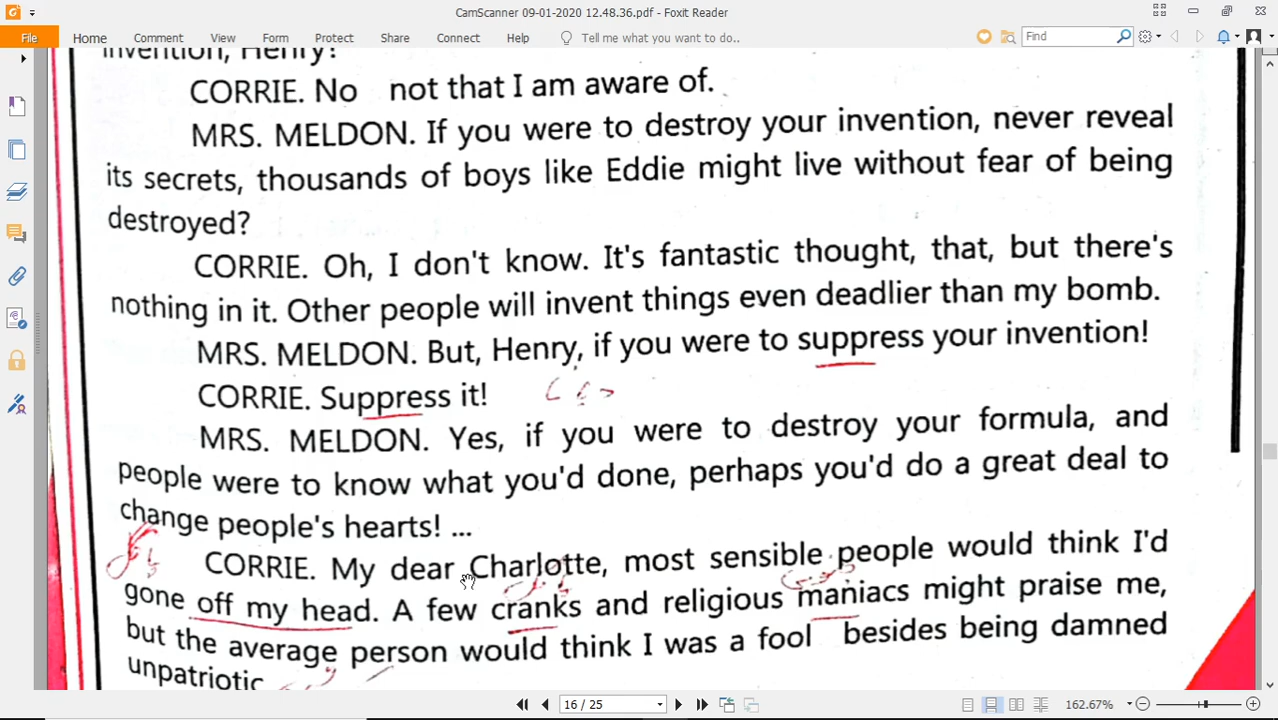 CamScanner 09-01-2020 12.48.36.pdf - Foxit Reader
File Home Comment View Form Protect Share Connect Help Tell me what you want to do.. Find
invention, Henry?
CORRIE. No not that I am aware of.
MRS. MELDON. If you were to destroy your invention, never reveal
its secrets, thousands of boys like Eddie might live without fear of being
destroyed?
CORRIE. Oh, I don't know. It's fantastic thought, that, but there's
nothing in it. Other people will invent things even deadlier than my bomb.
MRS. MELDON. But, Henry, if you were to suppress your invention!
CORRIE. Suppress it!
MRS. MELDON. Yes, if you were to destroy your formula, and
people were to know what you'd done, perhaps you'd do a great deal to
change people's hearts! ...
CORRIE. My dear Charlotte, most sensible people would think I'd
gone off my head. A few cranks and religious maniacs might praise me,
but the average person would think I was a fool besides being damned
unpatriotic
16 / 25 162.67%